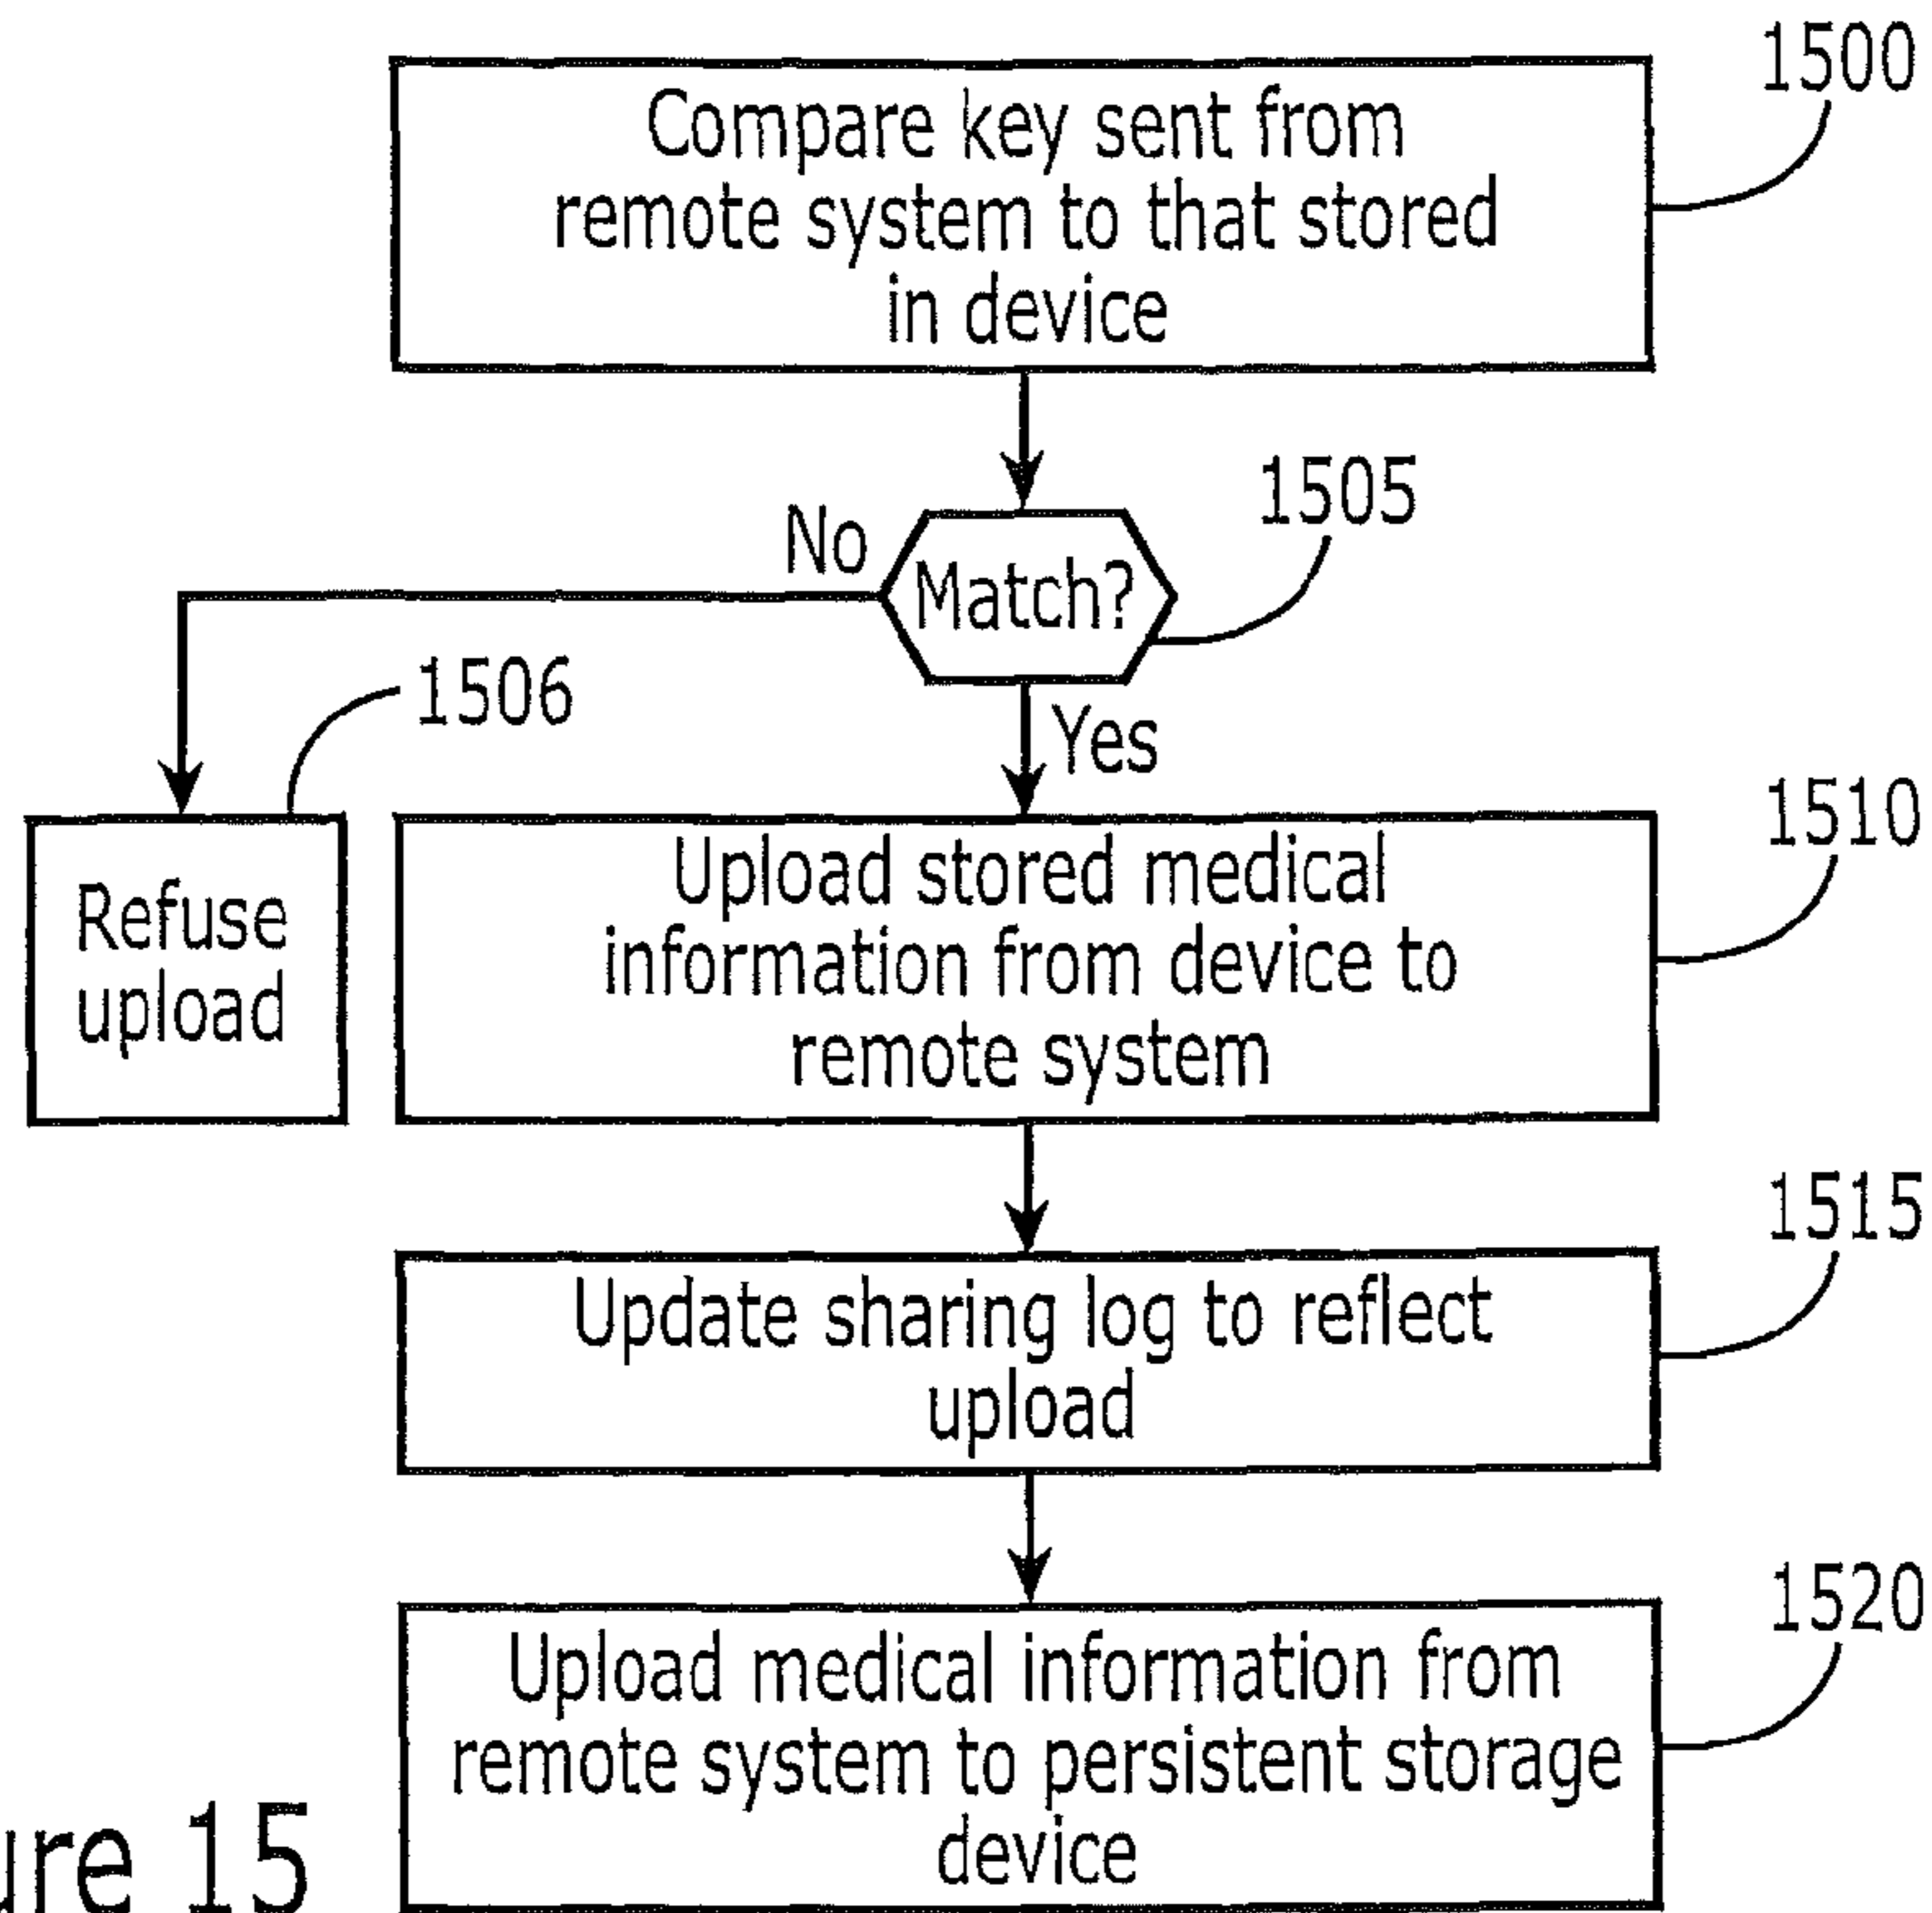 1500
Compare key sent from
remote system to that stored
in device
1505
No
Match?
1506
Yes
1510
Refuse
upload
Upload stored medical
information from device to
remote system
1515
Update sharing log to reflect
upload
1520
Upload medical information from
remote system to persistent storage
device
ure 15